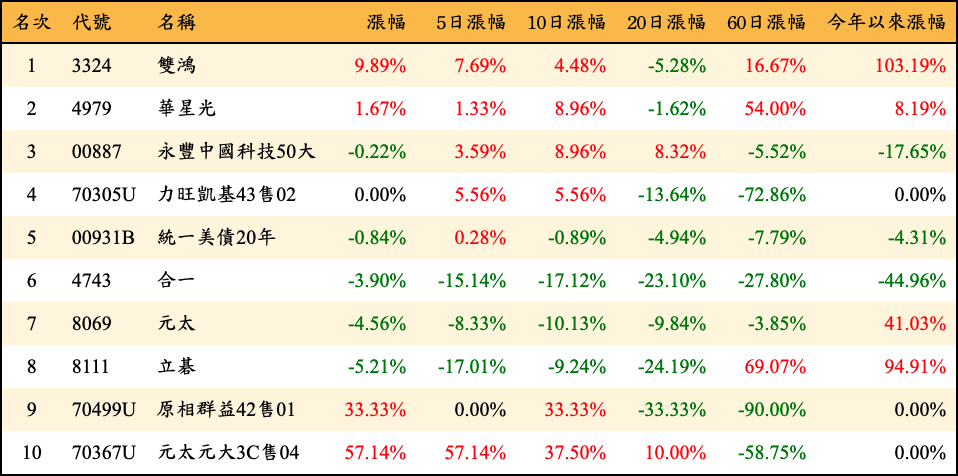 名次 代號 名稱 漲幅 5日漲幅 10日漲幅 20日漲幅 60日漲幅 今年以來漲幅
1 3324 雙鴻 9.89% 7.69% 4.48% -5.28% 16.67% 103.19%
2 4979 華星光 1.67% 1.33% 8.96% -1.62% 54.00% 8.19%
3 00887 永豐中國科技50大 -0.22% 3.59% 8.96% 8.32% -5.52% -17.65%
4 70305U 力旺凱基43售02 0.00% 5.56% 5.56% -13.64% -72.86% 0.00%
5 00931B 統一美債20年 -0.84% 0.28% -0.89% -4.94% -7.79% -4.31%
6 4743 合一 -3.90% -15.14% -17.12% -23.10% -27.80% -44.96%
7 8069 元太 -4.56% -8.33% -10.13% -9.84% -3.85% 41.03%
8 8111 立碁 -5.21% -17.01% -9.24% -24.19% 69.07% 94.91%
9 70499U 原相群益42售01 33.33% 0.00% 33.33% -33.33% -90.00% 0.00%
10 70367U 元太元大3C售04 57.14% 57.14% 37.50% 10.00% -58.75% 0.00%